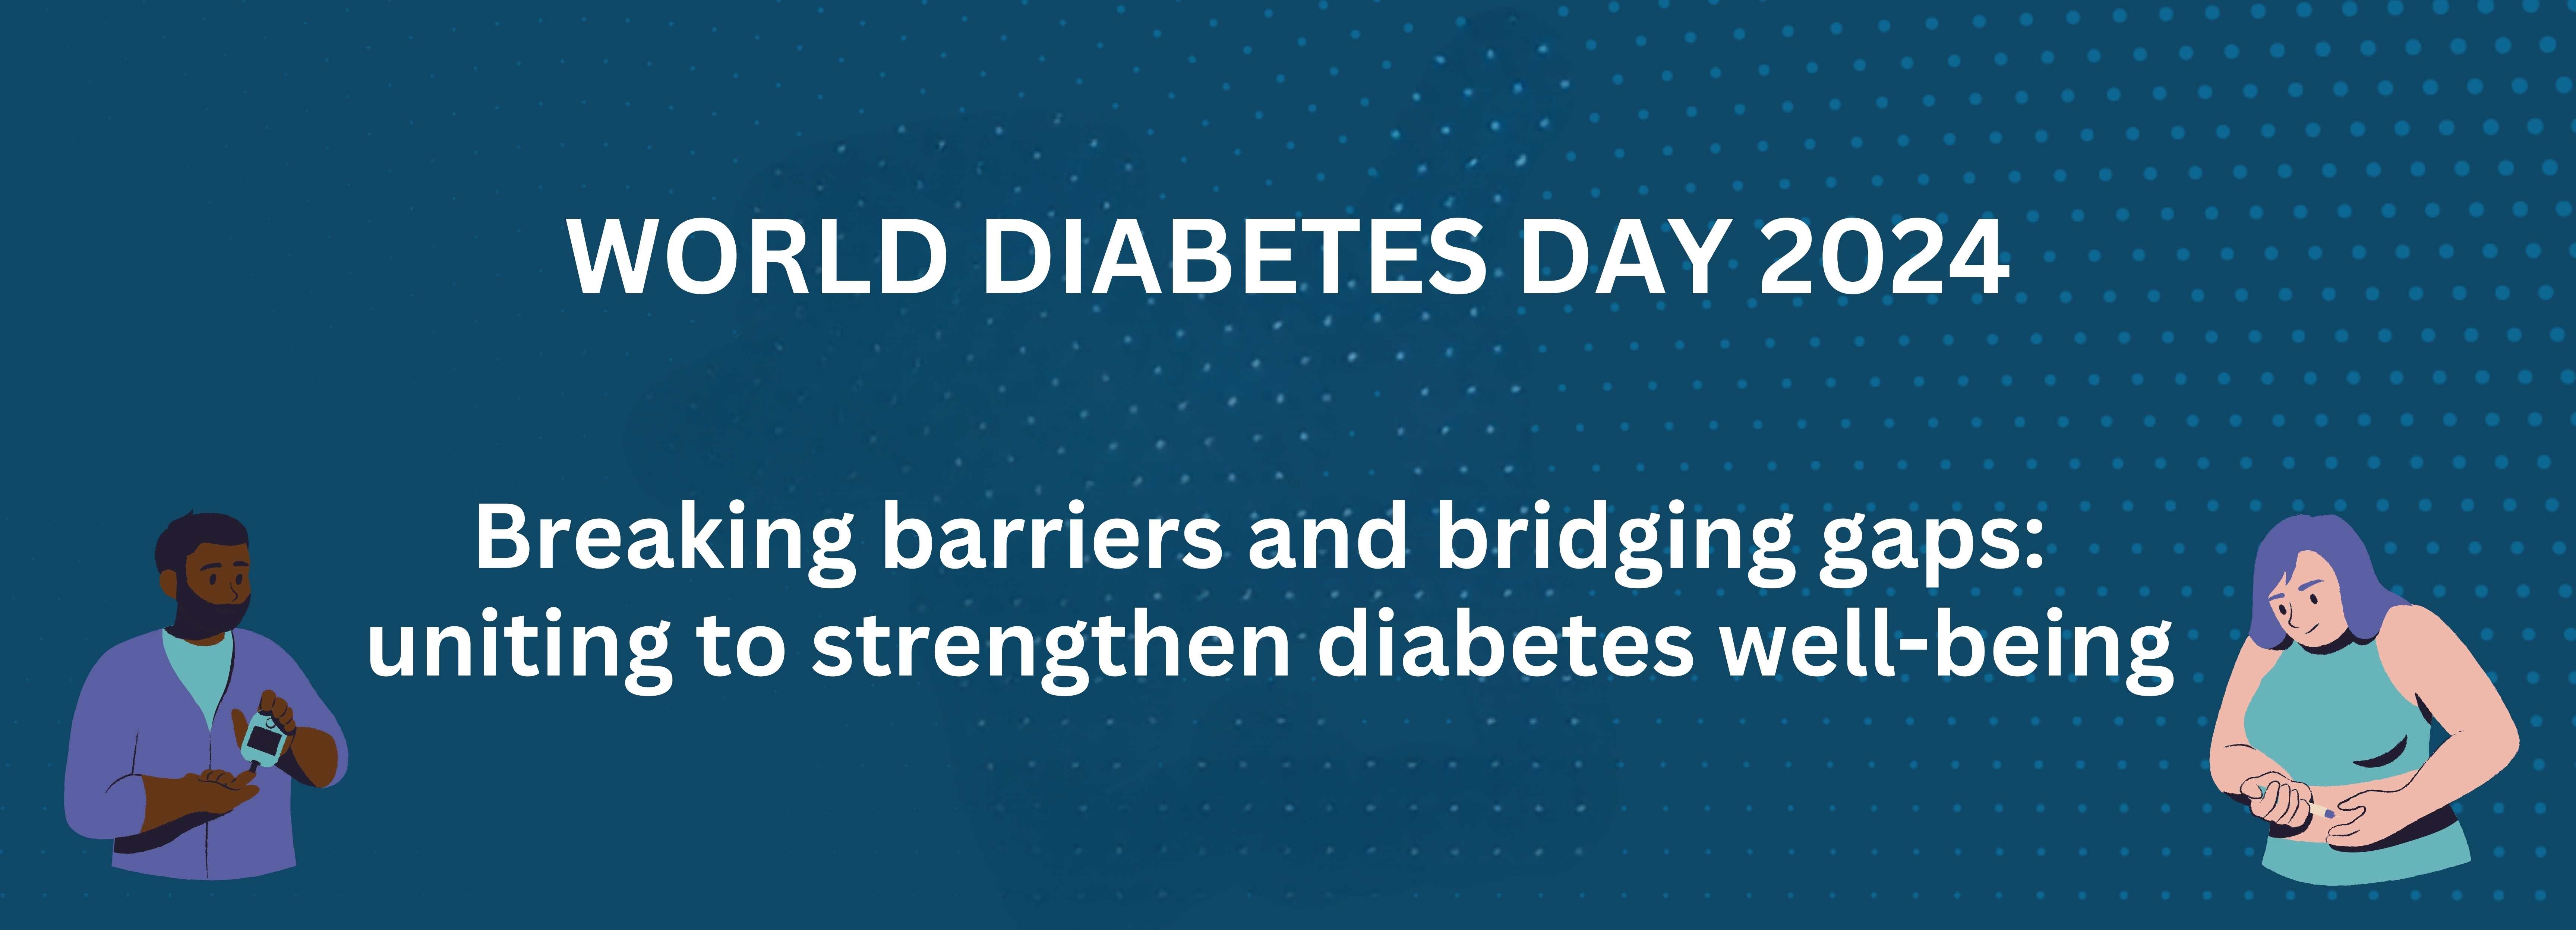 WORLD DIABETES DAY 2024
Breaking barriers and bridging gaps:
uniting to strengthen diabetes well-being